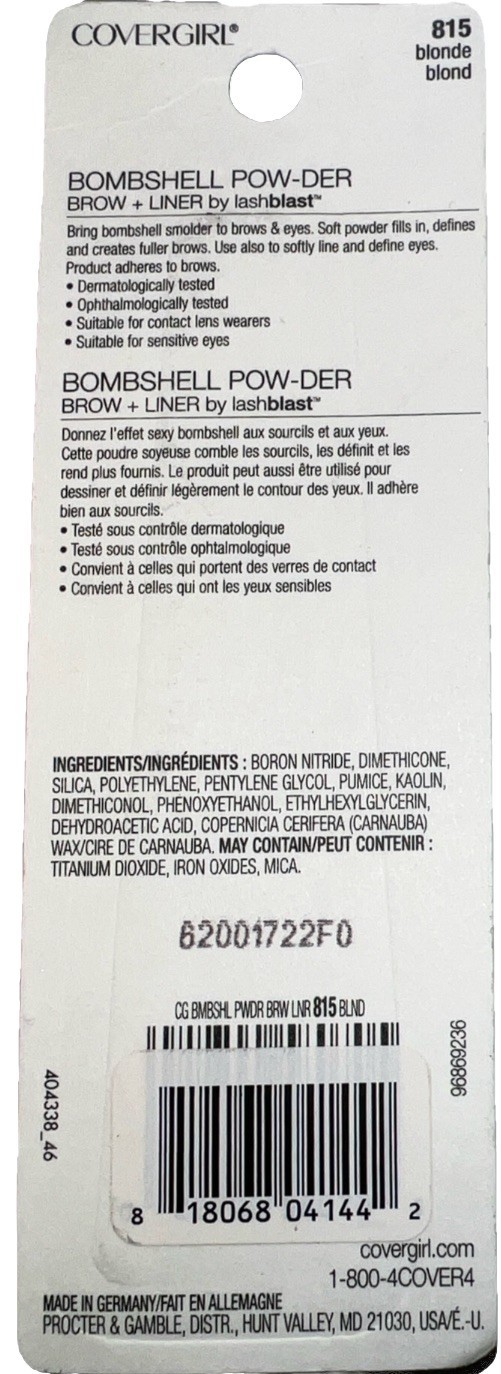 COVERGIRL®
815
blonde
blond
BOMBSHELL POW-DER
BROW + LINER by lashblast™
Bring bombshell smolder to brows & eyes. Soft powder fills in, defines
and creates fuller brows. Use also to softly line and define eyes.
Product adheres to brows.
• Dermatologically tested
• Ophthalmologically tested
• Suitable for contact lens wearers
• Suitable for sensitive eyes
BOMBSHELL POW-DER
BROW + LINER by lashblast™
Donnez l'effet sexy bombshell aux sourcils et aux yeux.
Cette poudre soyeuse comble les sourcils, les définit et les
rend plus fournis. Le produit peut aussi être utilisé pour
dessiner et définir légèrement le contour des yeux. Il adhère
bien aux sourcils.
• Testé sous contrôle dermatologique
• Testé sous contrôle ophtalmologique
• Convient à celles qui portent des verres de contact
• Convient à celles qui ont les yeux sensibles
INGREDIENTS/INGRÉDIENTS : BORON NITRIDE, DIMETHICONE,
SILICA, POLYETHYLENE, PENTYLENE GLYCOL, PUMICE, KAOLIN,
DIMETHICONOL, PHENOXYETHANOL, ETHYLHEXYLGLYCERIN,
DEHYDROACETIC ACID, COPERNICIA CERIFERA (CARNAUBA)
WAX/CIRE DE CARNAUBA. MAY CONTAIN/PEUT CONTENIR :
TITANIUM DIOXIDE, IRON OXIDES, MICA.
62001722F0
CG BMBSHL PWDR BRW LNR 815 BLND
96869236
404338_46
8 18068 04144 2
covergirl.com
1-800-4COVER4
MADE IN GERMANY/FAIT EN ALLEMAGNE
PROCTER & GAMBLE, DISTR., HUNT VALLEY, MD 21030, USA/É.-U.